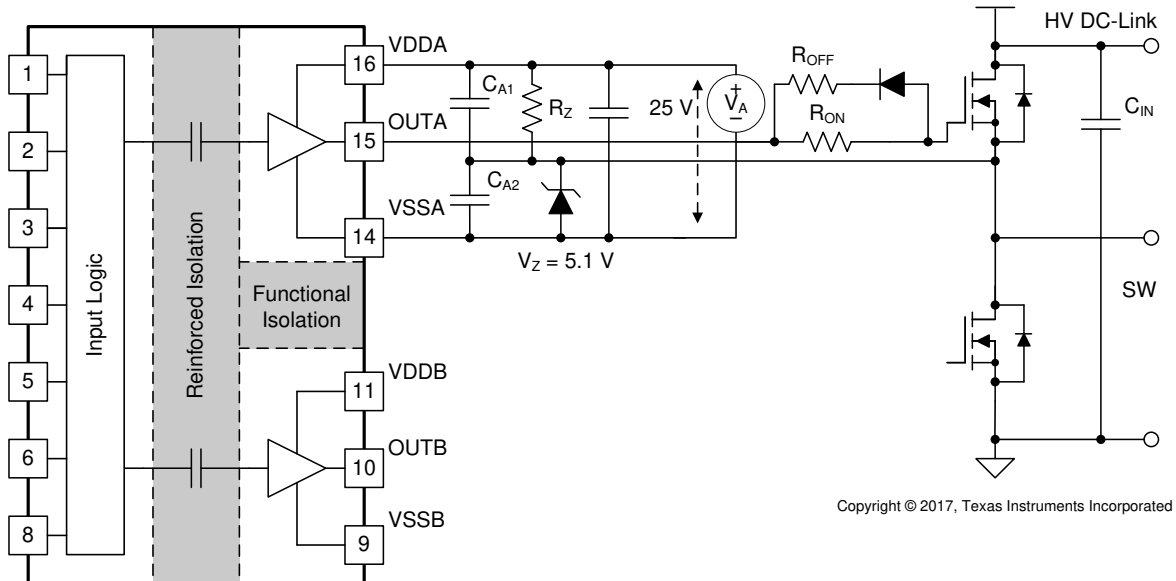 1
2
3
4
5
6
8
Input Logic
Reinforced Isolation
Functional
Isolation
VDDA
16
OUTA
15
VSSA
14
VDDB
11
OUTB
10
VSSB
9
C_A1
R_Z
C_A2
V_Z = 5.1 V
25 V
+
V_A
−
R_OFF
R_ON
HV DC-Link
C_IN
SW
Copyright © 2017, Texas Instruments Incorporated